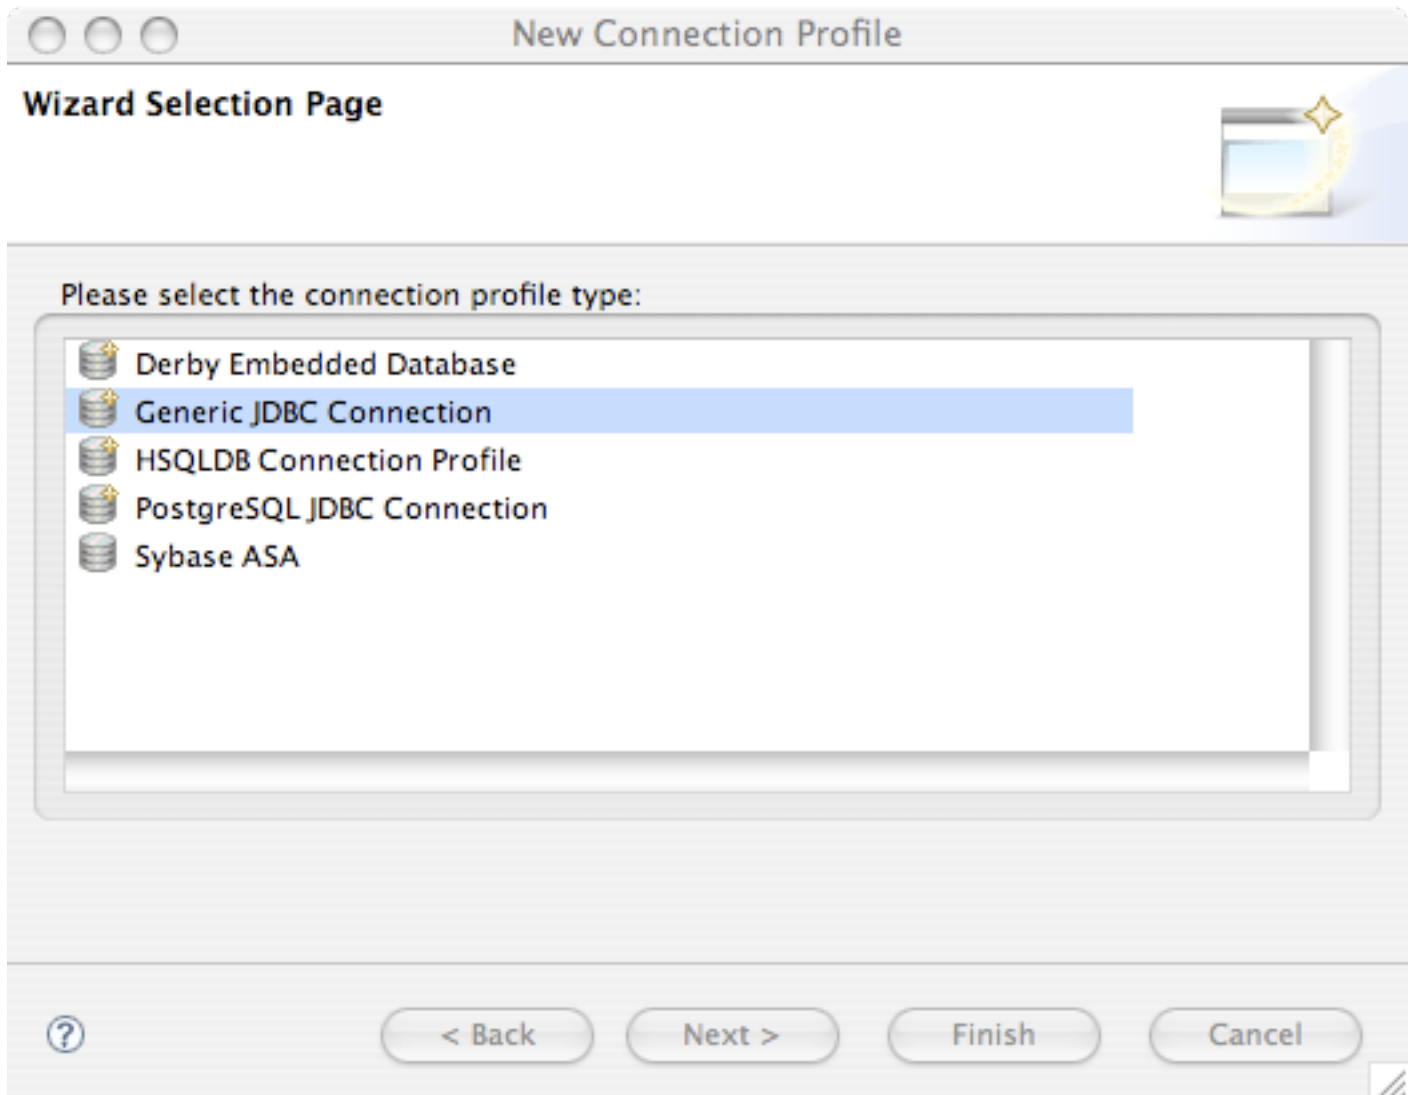 New Connection Profile
Wizard Selection Page
Please select the connection profile type:
Derby Embedded Database
Generic JDBC Connection
HSQLDB Connection Profile
PostgreSQL JDBC Connection
Sybase ASA
? < Back Next > Finish Cancel